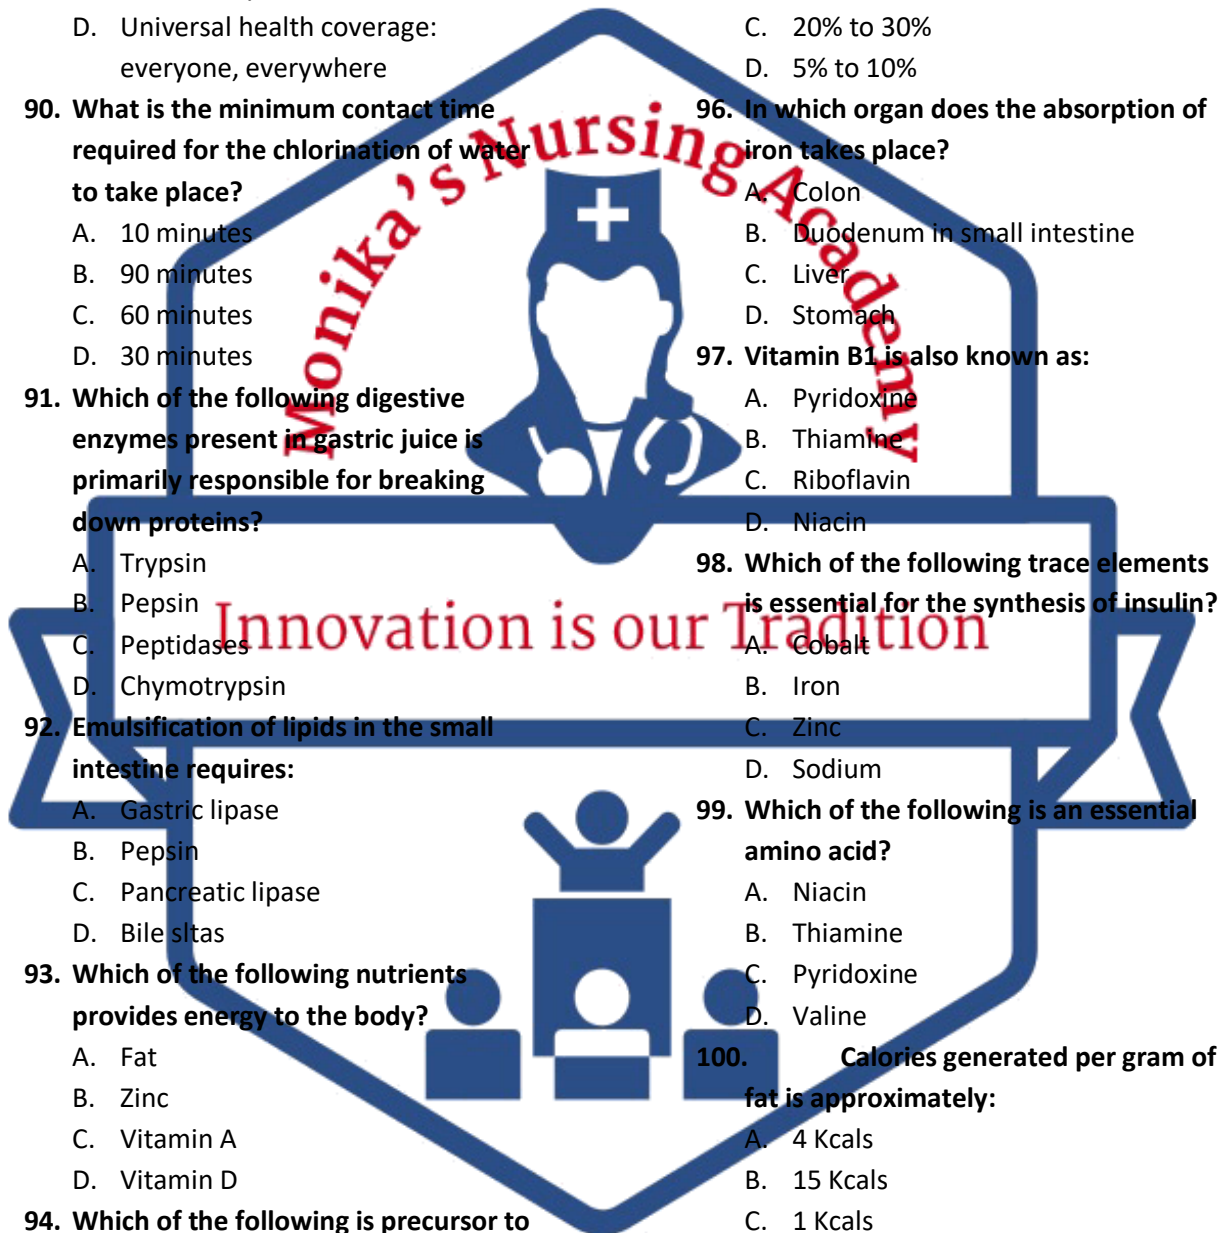 D. Universal health coverage:
everyone, everywhere
90. What is the minimum contact time
required for the chlorination of water
to take place?
A. 10 minutes
B. 90 minutes
C. 60 minutes
D. 30 minutes
91. Which of the following digestive
enzymes present in gastric juice is
primarily responsible for breaking
down proteins?
A. Trypsin
B. Pepsin
C. Peptidases
D. Chymotrypsin
92. Emulsification of lipids in the small
intestine requires:
A. Gastric lipase
B. Pepsin
C. Pancreatic lipase
D. Bile sltas
93. Which of the following nutrients
provides energy to the body?
A. Fat
B. Zinc
C. Vitamin A
D. Vitamin D
94. Which of the following is precursor to
C. 20% to 30%
D. 5% to 10%
96. In which organ does the absorption of
iron takes place?
A. Colon
B. Duodenum in small intestine
C. Liver
D. Stomach
97. Vitamin B1 is also known as:
A. Pyridoxine
B. Thiamine
C. Riboflavin
D. Niacin
98. Which of the following trace elements
is essential for the synthesis of insulin?
A. Cobalt
B. Iron
C. Zinc
D. Sodium
99. Which of the following is an essential
amino acid?
A. Niacin
B. Thiamine
C. Pyridoxine
D. Valine
100. Calories generated per gram of
fat is approximately:
A. 4 Kcals
B. 15 Kcals
C. 1 Kcals
Monika's Nursing Academy
Innovation is our Tradition